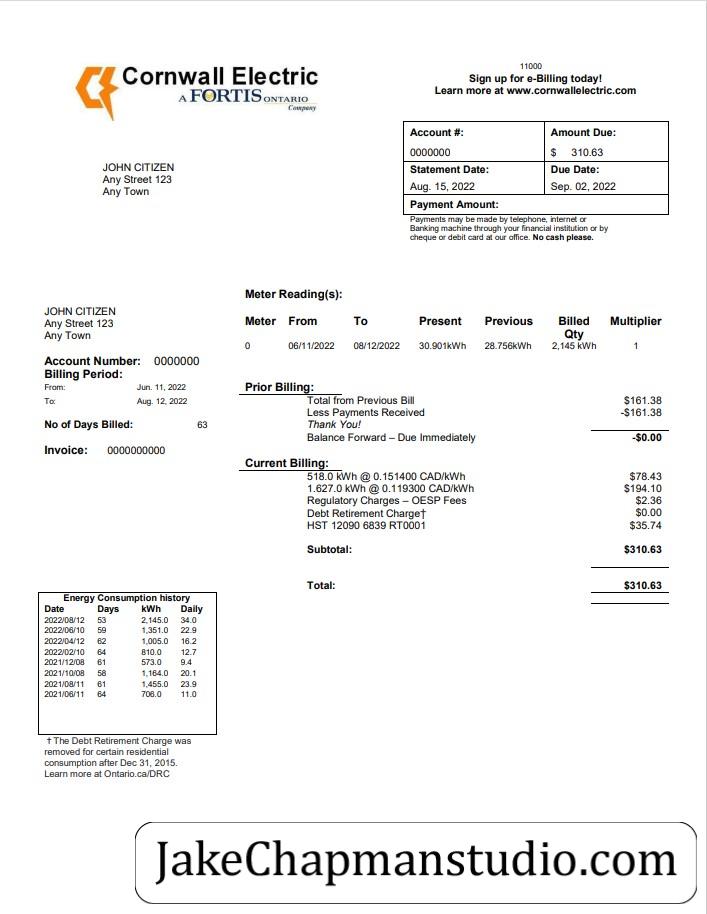 Cornwall Electric
A FORTIS ONTARIO
Company
11000
Sign up for e-Billing today!
Learn more at www.cornwallelectric.com
JOHN CITIZEN
Any Street 123
Any Town
Account #: Amount Due:
0000000 $ 310.63
Statement Date: Due Date:
Aug. 15, 2022 Sep. 02, 2022
Payment Amount:
Payments may be made by telephone, internet or
Banking machine through your financial institution or by
cheque or debit card at our office. No cash please.
JOHN CITIZEN
Any Street 123
Any Town
Account Number: 0000000
Billing Period:
From: Jun. 11, 2022
To: Aug. 12, 2022
No of Days Billed: 63
Invoice: 0000000000
Meter Reading(s):
Meter From To Present Previous Billed Qty Multiplier
0 06/11/2022 08/12/2022 30.901kWh 28.756kWh 2,145 kWh 1
Prior Billing:
Total from Previous Bill $161.38
Less Payments Received -$161.38
Thank You!
Balance Forward – Due Immediately -$0.00
Current Billing:
518.0 kWh @ 0.151400 CAD/kWh $78.43
1.627.0 kWh @ 0.119300 CAD/kWh $194.10
Regulatory Charges – OESP Fees $2.36
Debt Retirement Charge† $0.00
HST 12090 6839 RT0001 $35.74
Subtotal: $310.63
Total: $310.63
Energy Consumption history
Date Days kWh Daily
2022/08/12 53 2,145.0 34.0
2022/06/10 59 1,351.0 22.9
2022/04/12 62 1,005.0 16.2
2022/02/10 64 810.0 12.7
2021/12/08 61 573.0 9.4
2021/10/08 58 1,164.0 20.1
2021/08/11 61 1,455.0 23.9
2021/06/11 64 706.0 11.0
† The Debt Retirement Charge was
removed for certain residential
consumption after Dec 31, 2015.
Learn more at Ontario.ca/DRC
JakeChapmanstudio.com